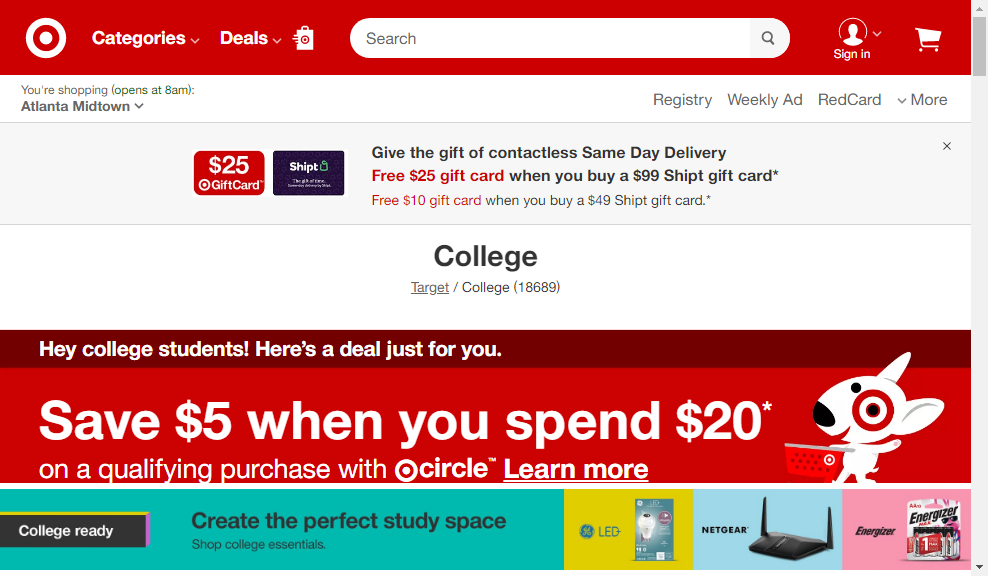 Categories Deals Search Sign in
You're shopping (opens at 8am):
Atlanta Midtown
Registry Weekly Ad RedCard More
$25
GiftCard
Shipt
The gift of time.
Give the gift of contactless Same Day Delivery
Free $25 gift card when you buy a $99 Shipt gift card*
Free $10 gift card when you buy a $49 Shipt gift card.*
College
Target / College (18689)
Hey college students! Here's a deal just for you.
Save $5 when you spend $20*
on a qualifying purchase with circle™ Learn more
College ready
Create the perfect study space
Shop college essentials.
LED+
NETGEAR
Energizer
Energizer
MAX